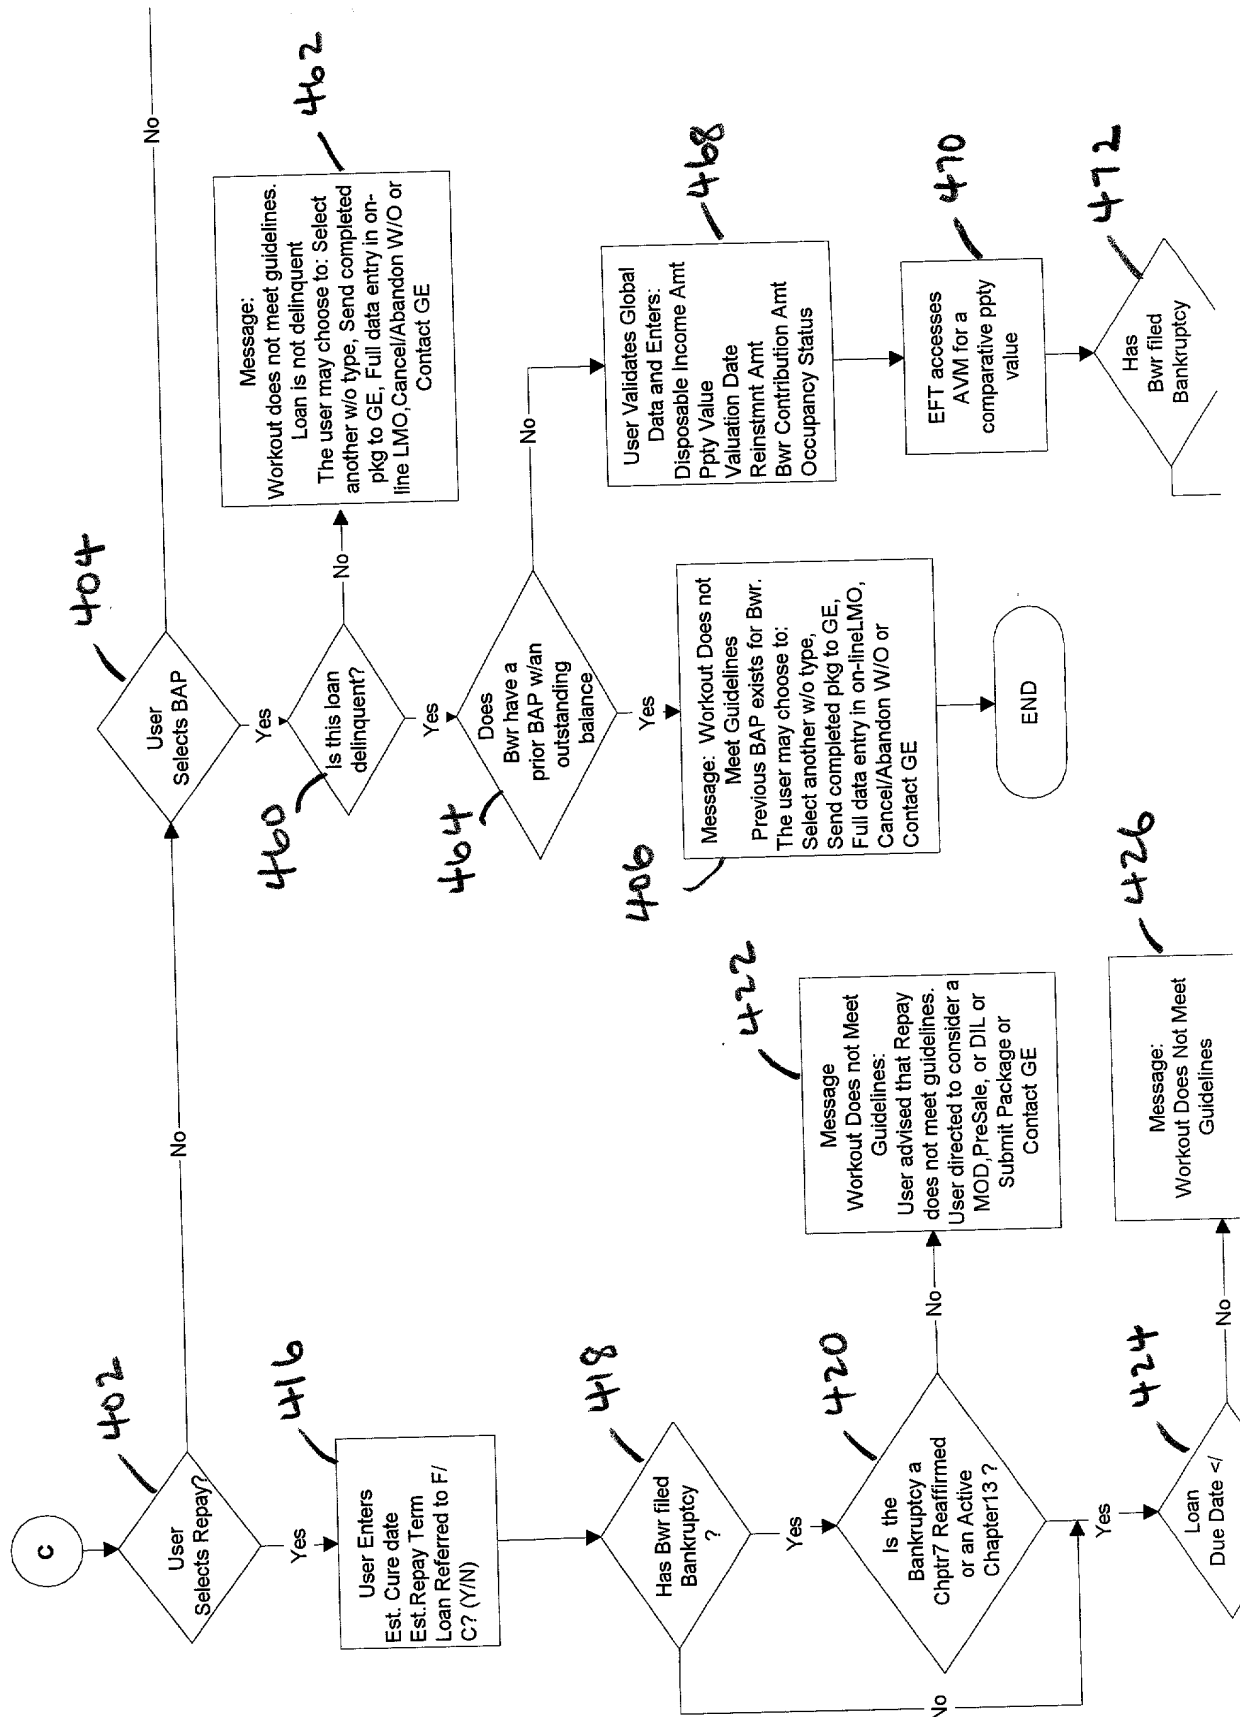 C
402
User
Selects Repay?
No
Yes
416
User Enters
Est. Cure date
Est.Repay Term
Loan Referred to F/
C? (Y/N)
418
Has Bwr filed
Bankruptcy
?
Yes
No
420
Is the
Bankruptcy a
Chptr7 Reaffirmed
or an Active
Chapter13 ?
No
Yes
422
Message
Workout Does not Meet
Guidelines:
User advised that Repay
does not meet guidelines.
User directed to consider a
MOD,PreSale, or DIL or
Submit Package or
Contact GE
424
Loan
Due Date </
No
426
Message:
Workout Does Not Meet
Guidelines
404
User
Selects BAP
No
Yes
460
Is this loan
delinquent?
No
Yes
462
Message:
Workout does not meet guidelines.
Loan is not delinquent
The user may choose to: Select
another w/o type, Send completed
pkg to GE, Full data entry in on-
line LMO,Cancel/Abandon W/O or
Contact GE
464
Does
Bwr have a
prior BAP w/an
outstanding
balance
No
Yes
406
Message: Workout Does not
Meet Guidelines
Previous BAP exists for Bwr.
The user may choose to:
Select another w/o type,
Send completed pkg to GE,
Full data entry in on-lineLMO,
Cancel/Abandon W/O or
Contact GE
END
468
User Validates Global
Data and Enters:
Disposable Income Amt
Ppty Value
Valuation Date
Reinstmnt Amt
Bwr Contribution Amt
Occupancy Status
470
EFT accesses
AVM for a
comparative ppty
value
472
Has
Bwr filed
Bankruptcy